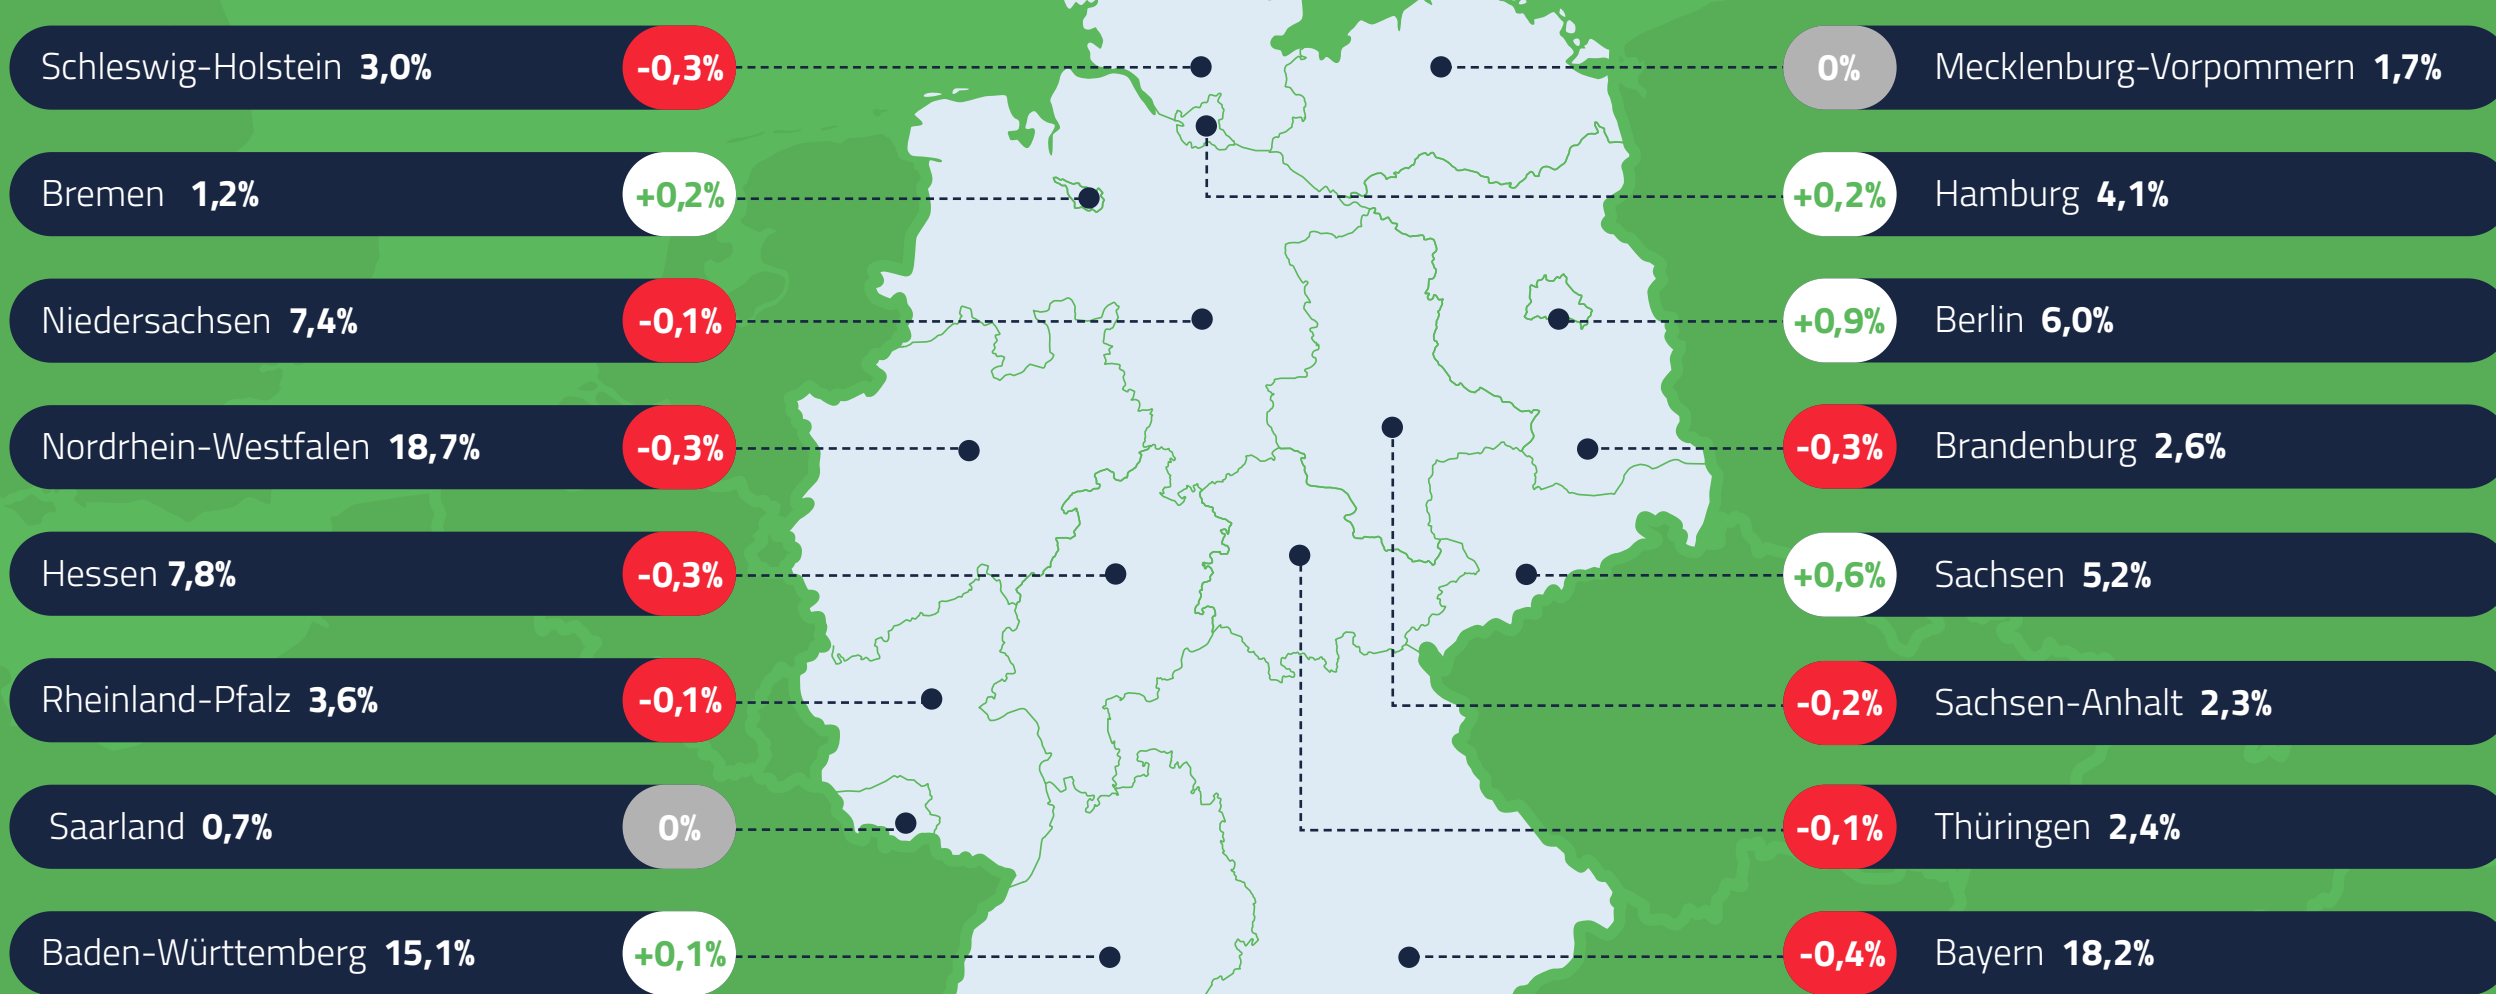 Schleswig-Holstein 3,0% -0,3%
Bremen 1,2% +0,2%
Niedersachsen 7,4% -0,1%
Nordrhein-Westfalen 18,7% -0,3%
Hessen 7,8% -0,3%
Rheinland-Pfalz 3,6% -0,1%
Saarland 0,7% 0%
Baden-Württemberg 15,1% +0,1%
0% Mecklenburg-Vorpommern 1,7%
+0,2% Hamburg 4,1%
+0,9% Berlin 6,0%
-0,3% Brandenburg 2,6%
+0,6% Sachsen 5,2%
-0,2% Sachsen-Anhalt 2,3%
-0,1% Thüringen 2,4%
-0,4% Bayern 18,2%